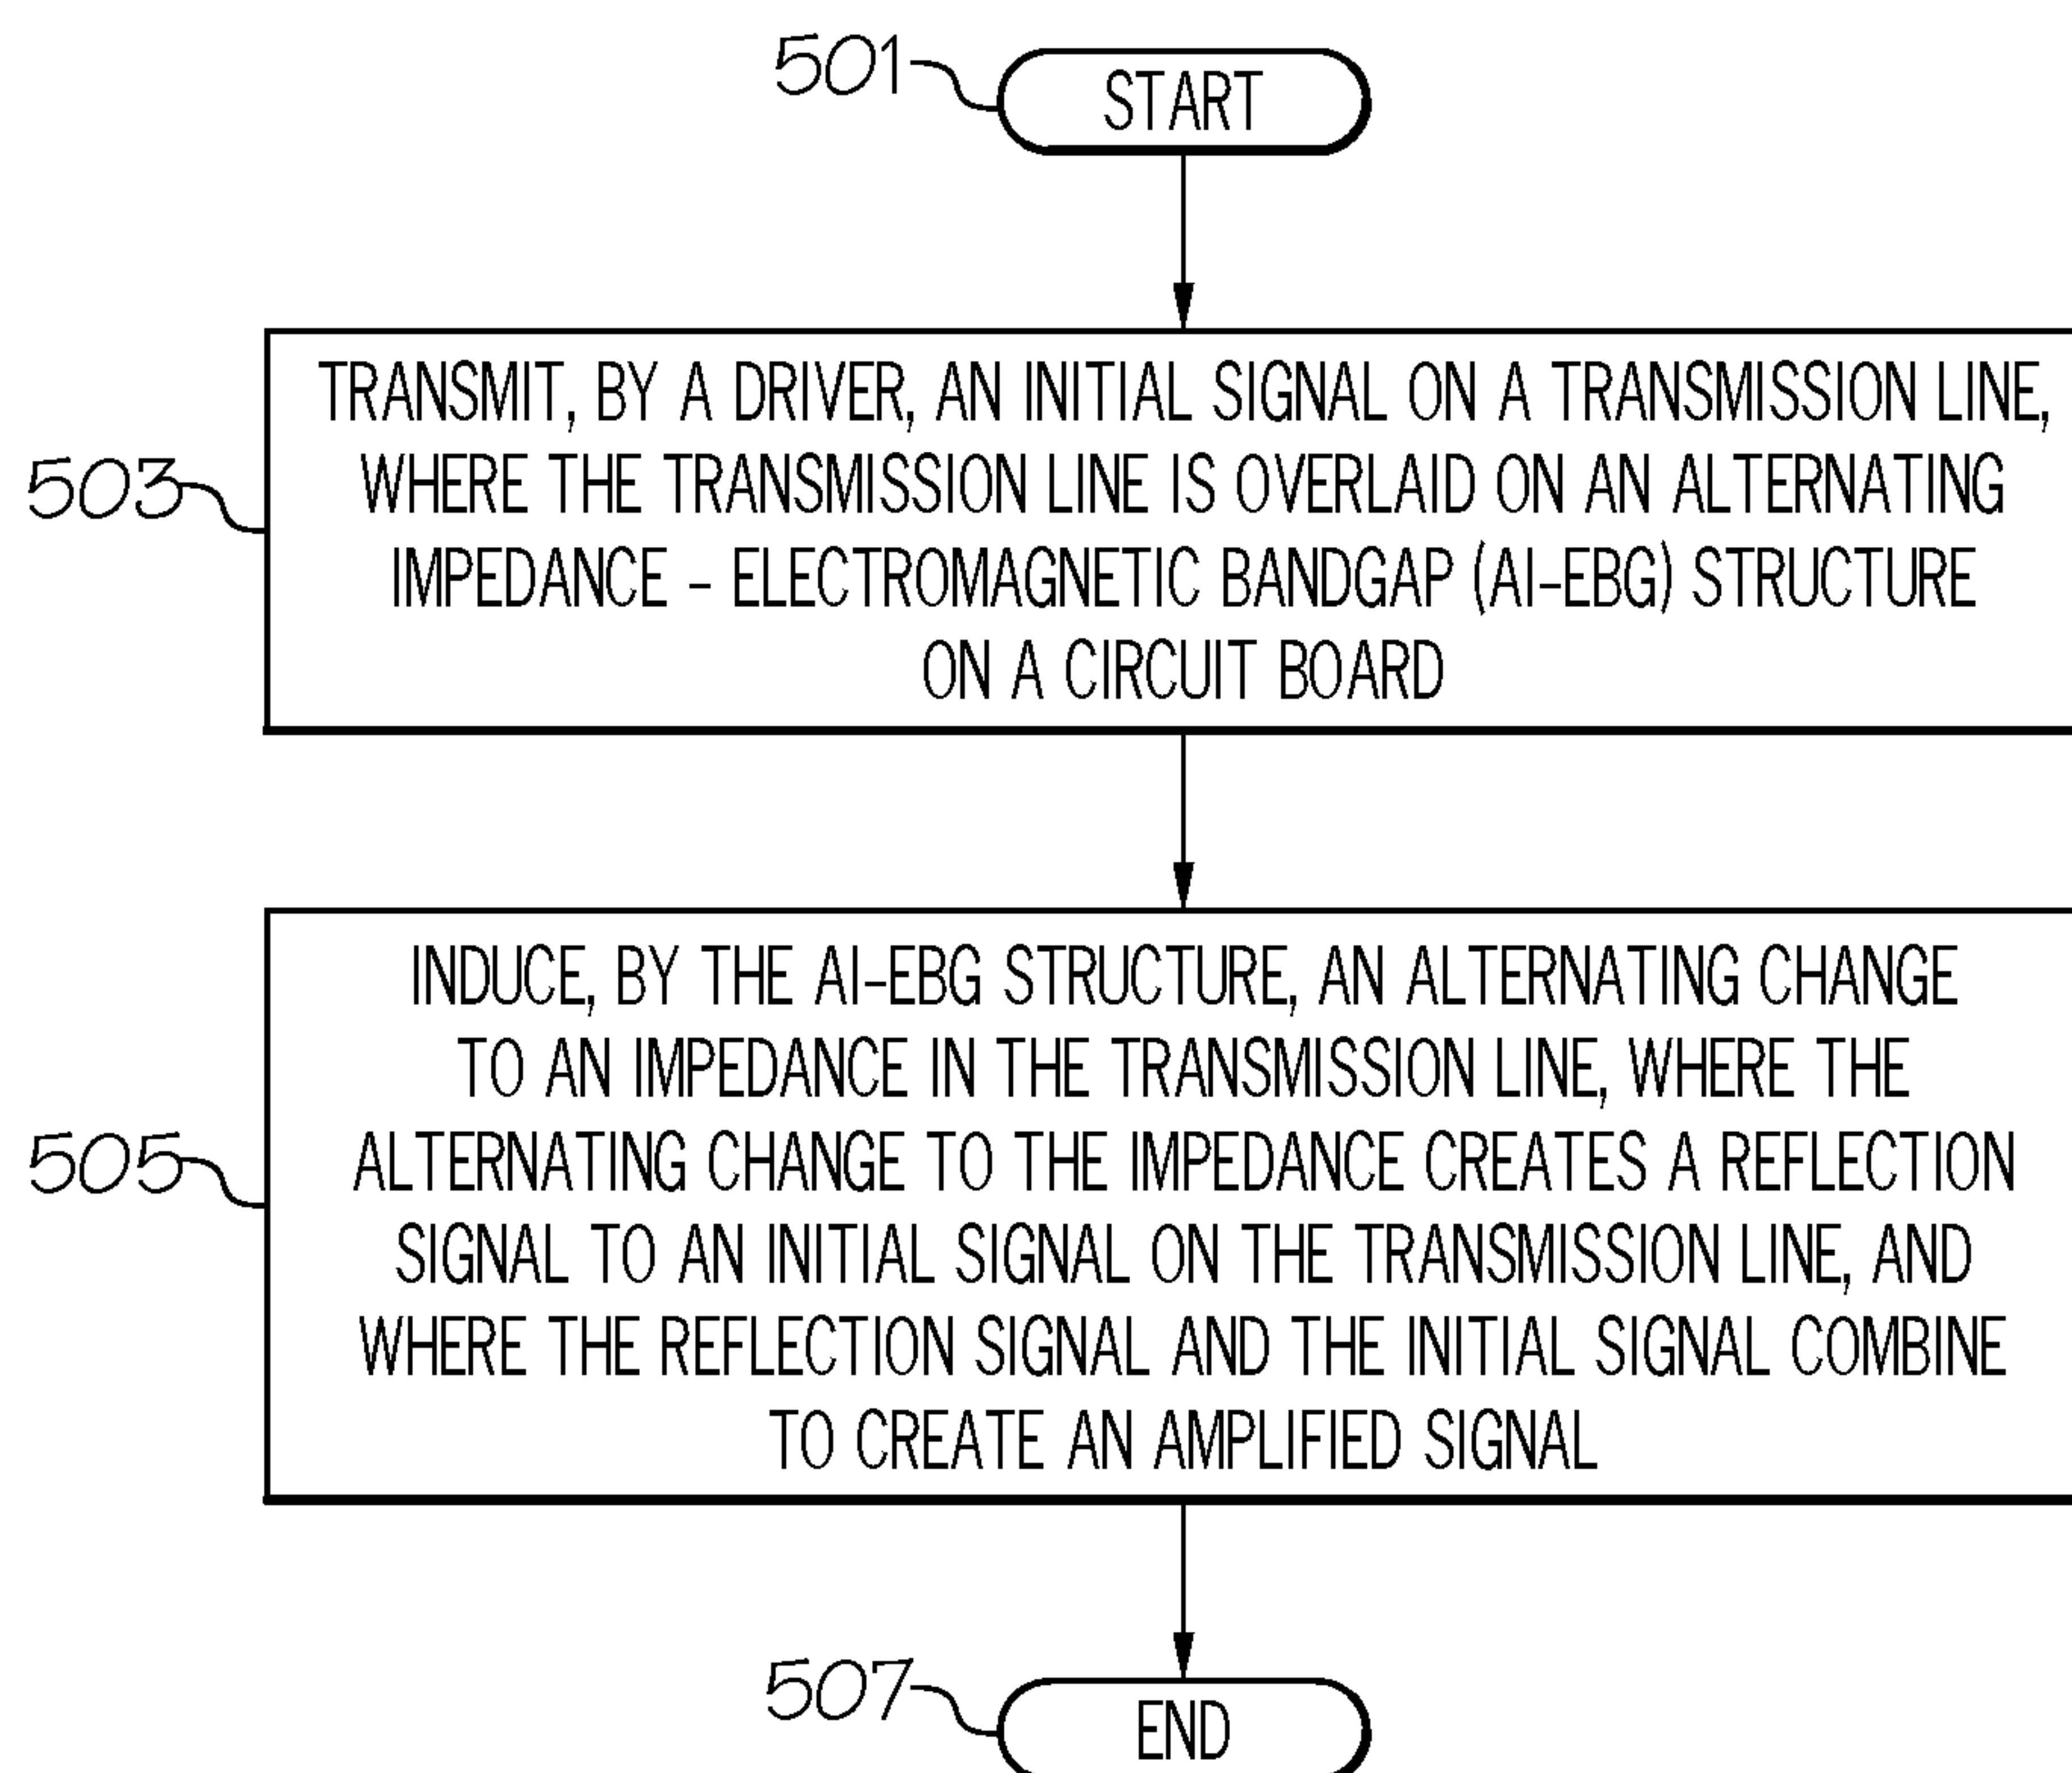 501
START
TRANSMIT, BY A DRIVER, AN INITIAL SIGNAL ON A TRANSMISSION LINE,
WHERE THE TRANSMISSION LINE IS OVERLAID ON AN ALTERNATING
503
IMPEDANCE - ELECTROMAGNETIC BANDGAP (AI-EBG) STRUCTURE
ON A CIRCUIT BOARD
INDUCE, BY THE AI-EBG STRUCTURE, AN ALTERNATING CHANGE
TO AN IMPEDANCE IN THE TRANSMISSION LINE, WHERE THE
505
ALTERNATING CHANGE TO THE IMPEDANCE CREATES A REFLECTION
SIGNAL TO AN INITIAL SIGNAL ON THE TRANSMISSION LINE, AND
WHERE THE REFLECTION SIGNAL AND THE INITIAL SIGNAL COMBINE
TO CREATE AN AMPLIFIED SIGNAL
507
END